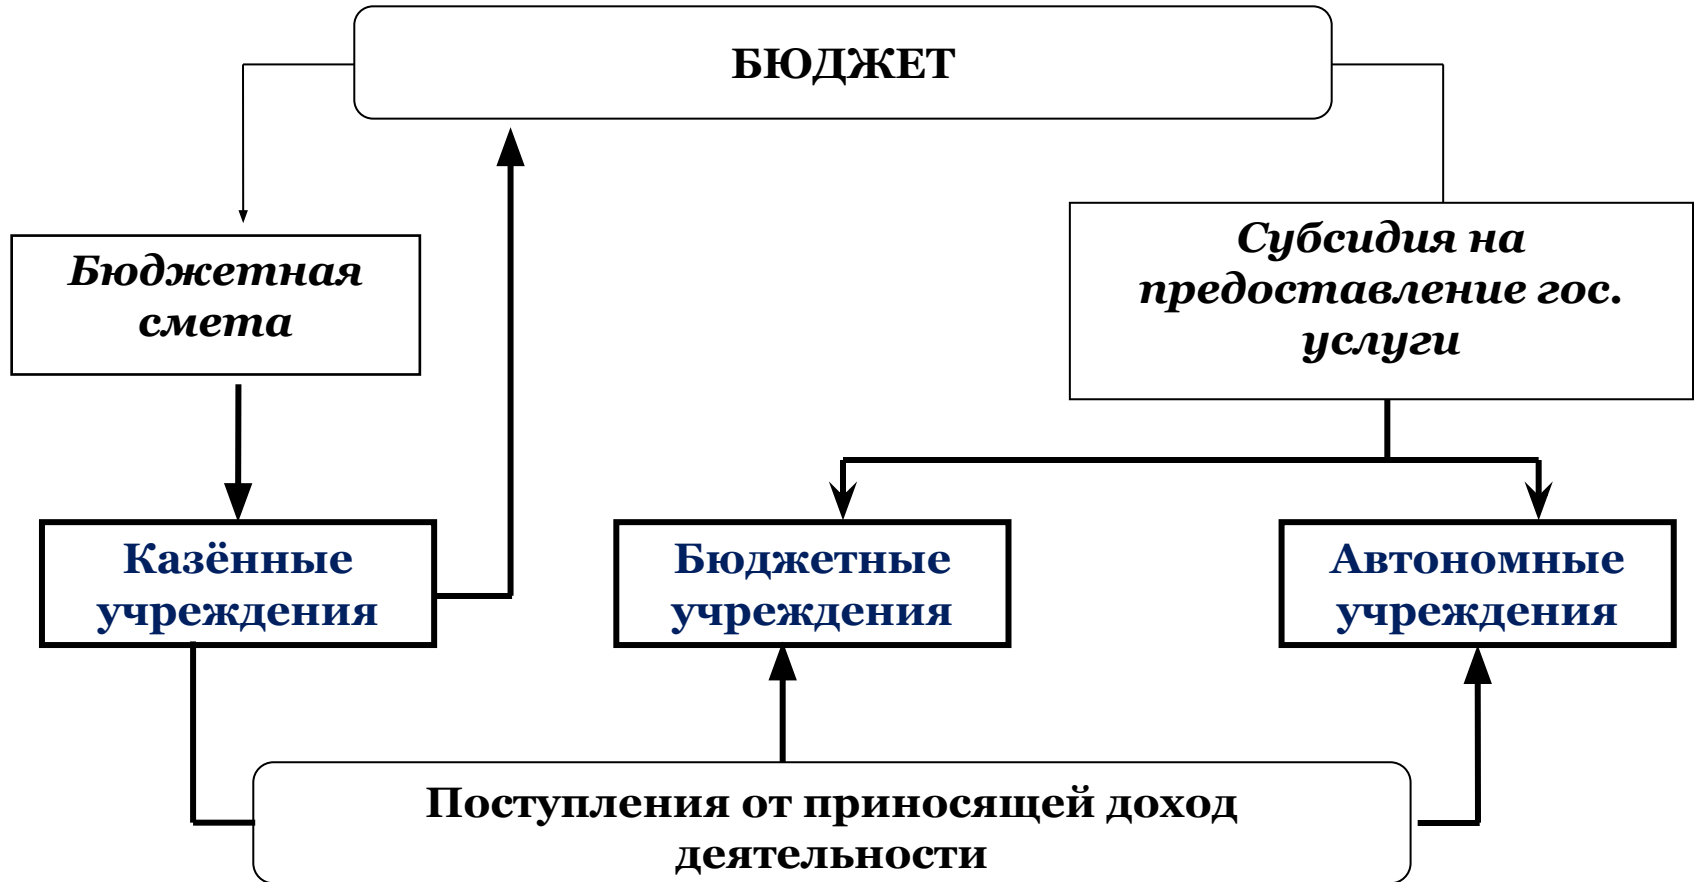 БЮДЖЕТ
Бюджетная
смета
Субсидия на
предоставление гос.
услуги
Казённые
учреждения
Бюджетные
учреждения
Автономные
учреждения
Поступления от приносящей доход
деятельности